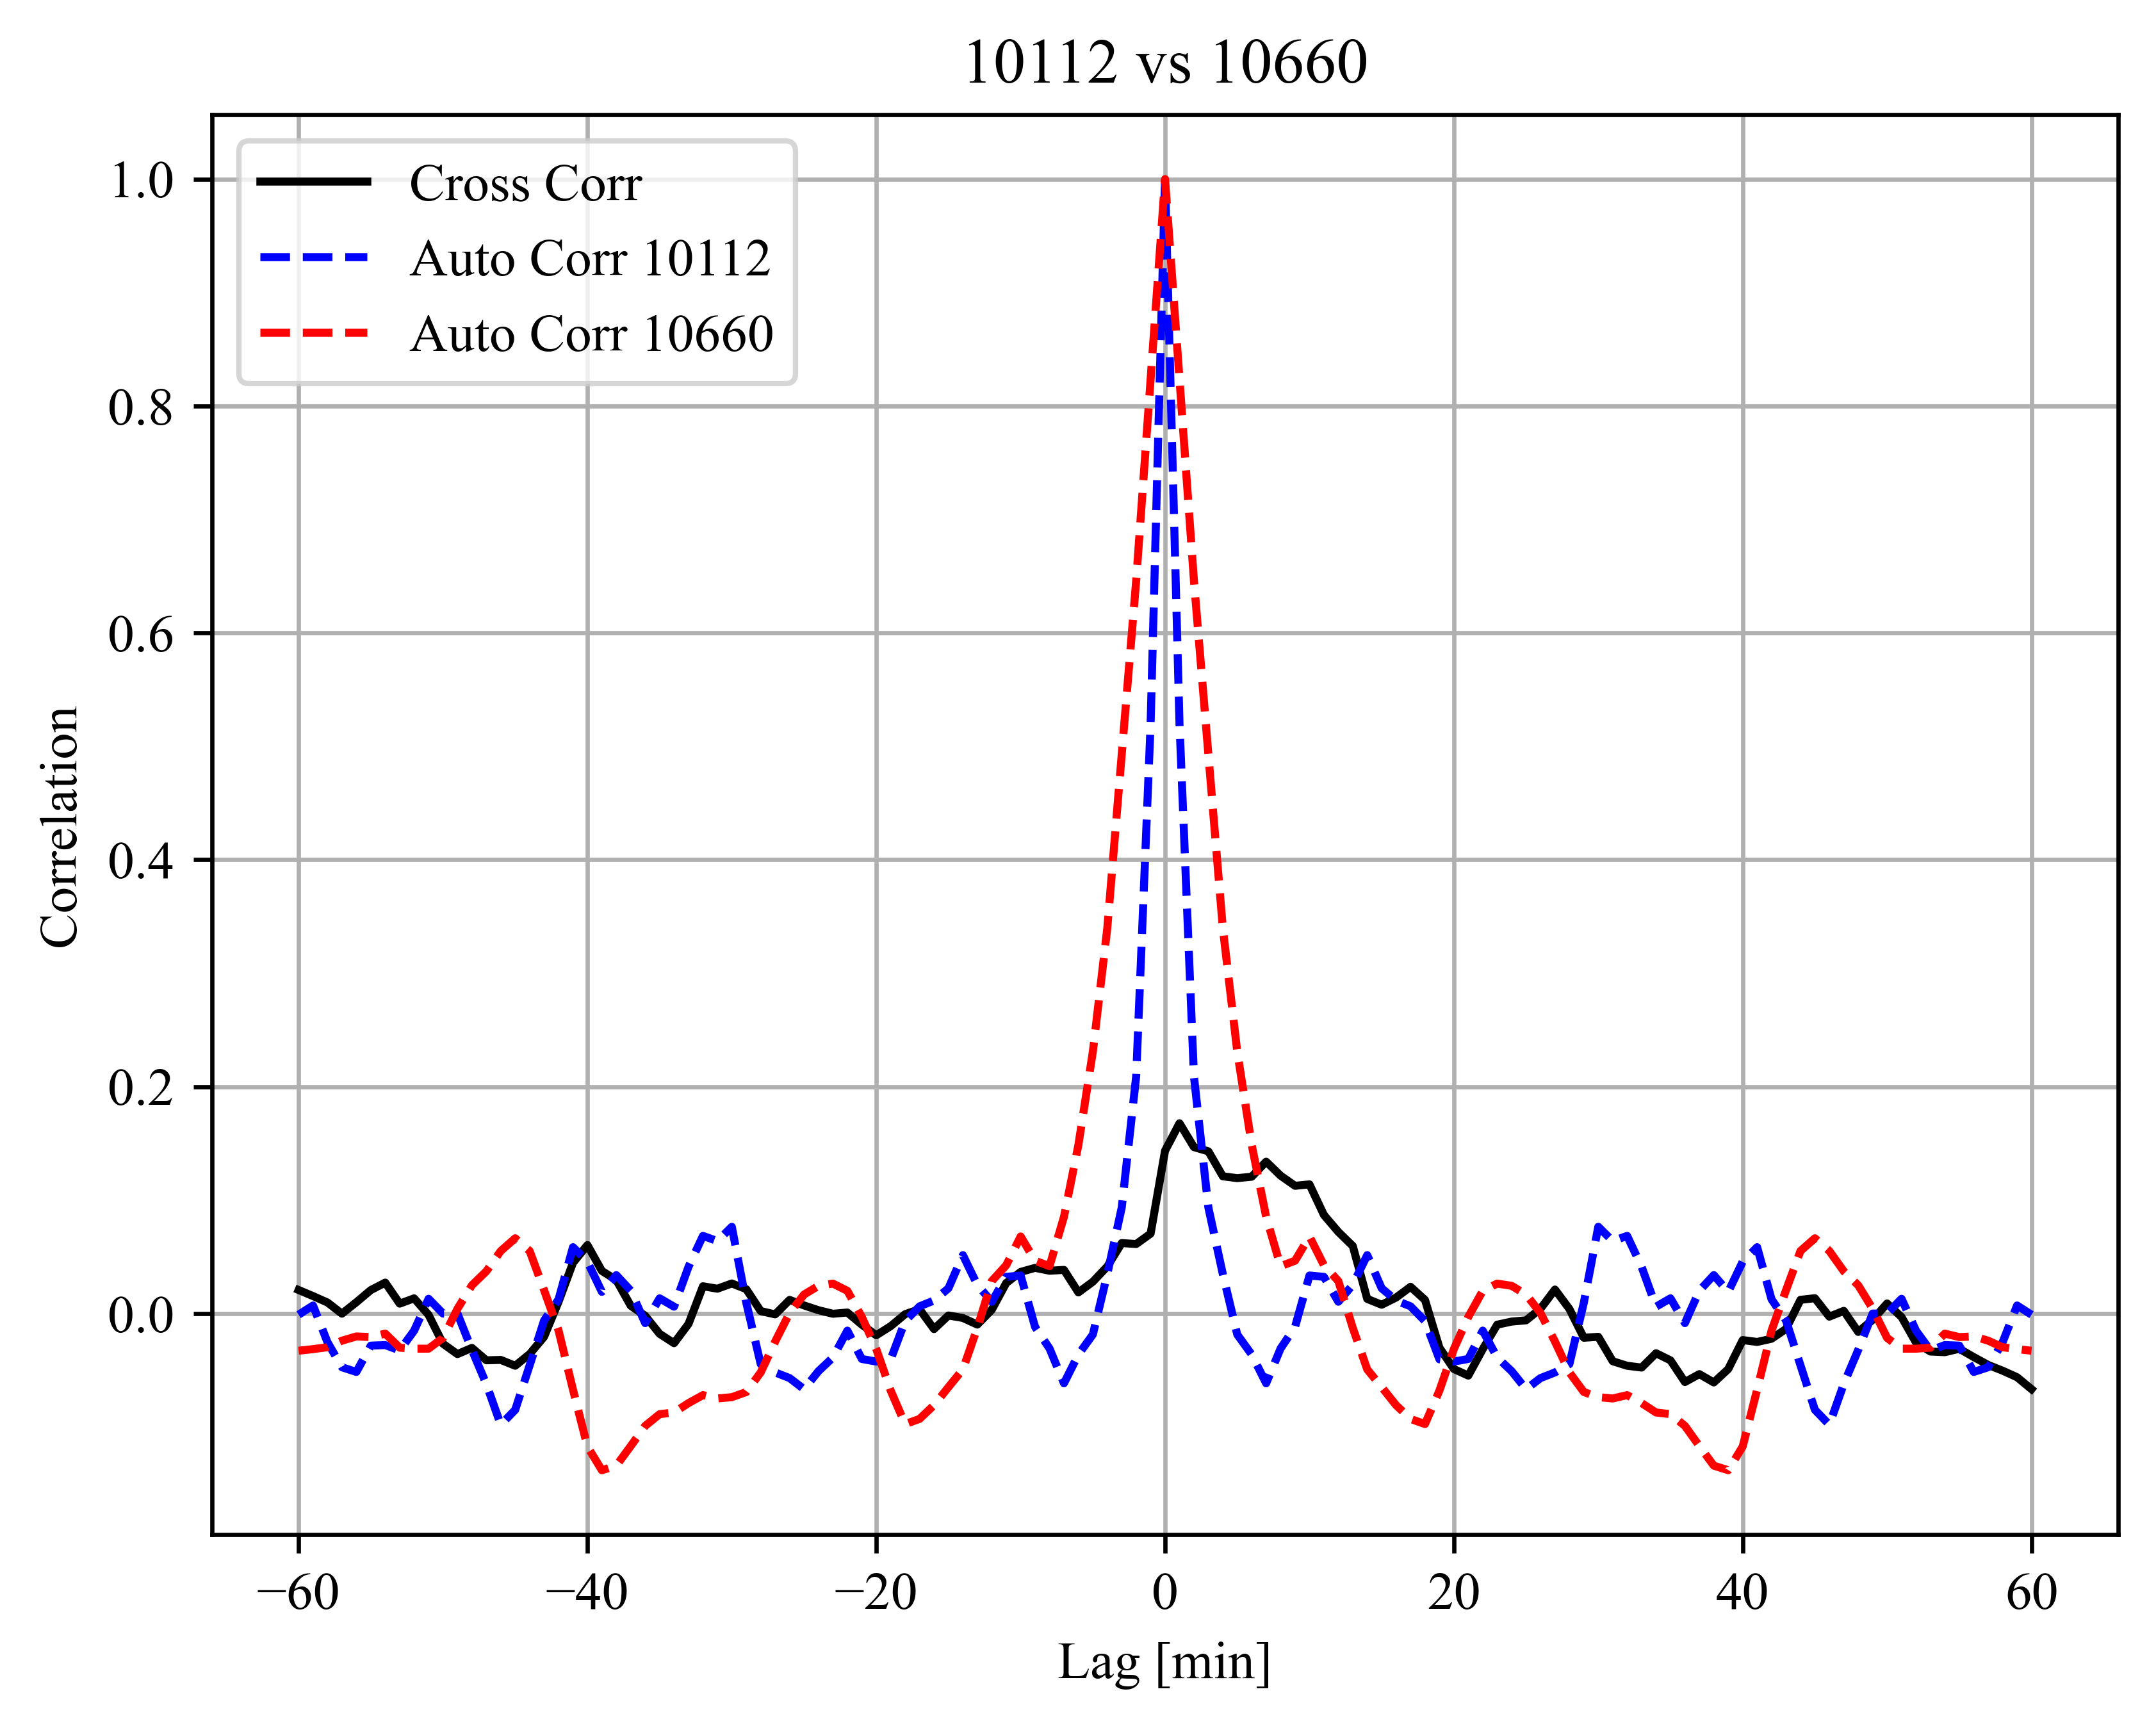 10112 vs 10660
Cross Corr
Auto Corr 10112
Auto Corr 10660
1.0
0.8
0.6
0.4
0.2
0.0
Correlation
−60 −40 −20 0 20 40 60
Lag [min]